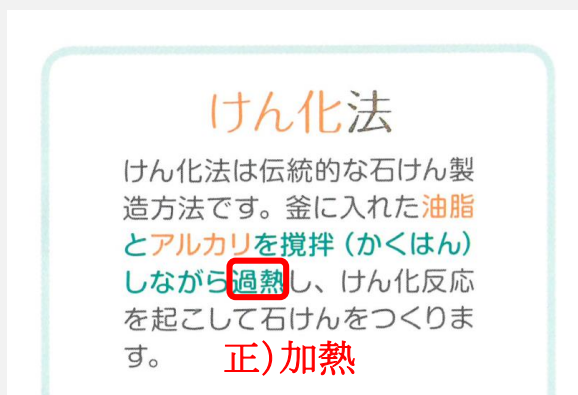 けん化法
けん化法は伝統的な石けん製
造方法です。釜に入れた油脂
とアルカリを撹拌（かくはん）
しながら過熱し、けん化反応
を起こして石けんをつくりま
す。
正）加熱